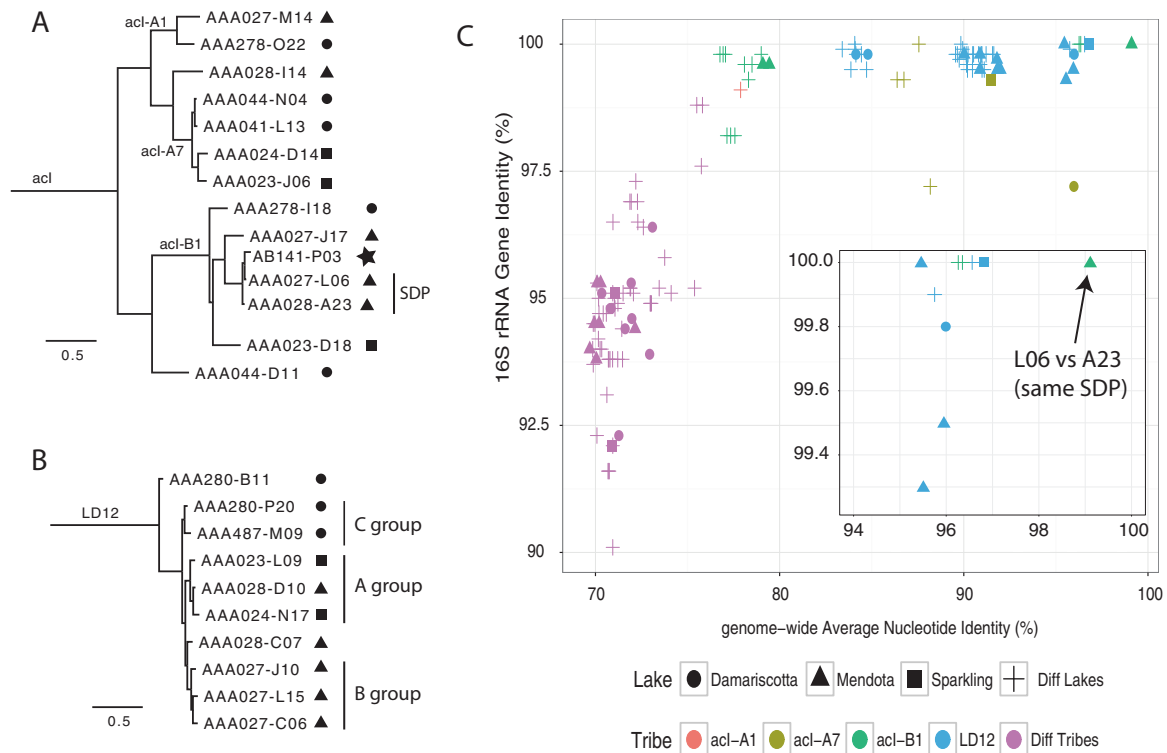 A
acI
acI-A1
AAA027-M14
AAA278-O22
AAA028-I14
AAA044-N04
AAA041-L13
acI-A7
AAA024-D14
AAA023-J06
AAA278-I18
acI-B1
AAA027-J17
AB141-P03
AAA027-L06
AAA028-A23
SDP
AAA023-D18
AAA044-D11
0.5
B
LD12
AAA280-B11
AAA280-P20
AAA487-M09
C group
AAA023-L09
AAA028-D10
AAA024-N17
A group
AAA028-C07
AAA027-J10
AAA027-L15
AAA027-C06
B group
0.5
C
16S rRNA Gene Identity (%)
100
97.5
95
92.5
90
70
80
90
100
genome-wide Average Nucleotide Identity (%)
100.0
99.8
99.6
99.4
94
96
98
100
L06 vs A23
(same SDP)
Lake Damariscotta Mendota Sparkling Diff Lakes
Tribe acI-A1 acI-A7 acI-B1 LD12 Diff Tribes